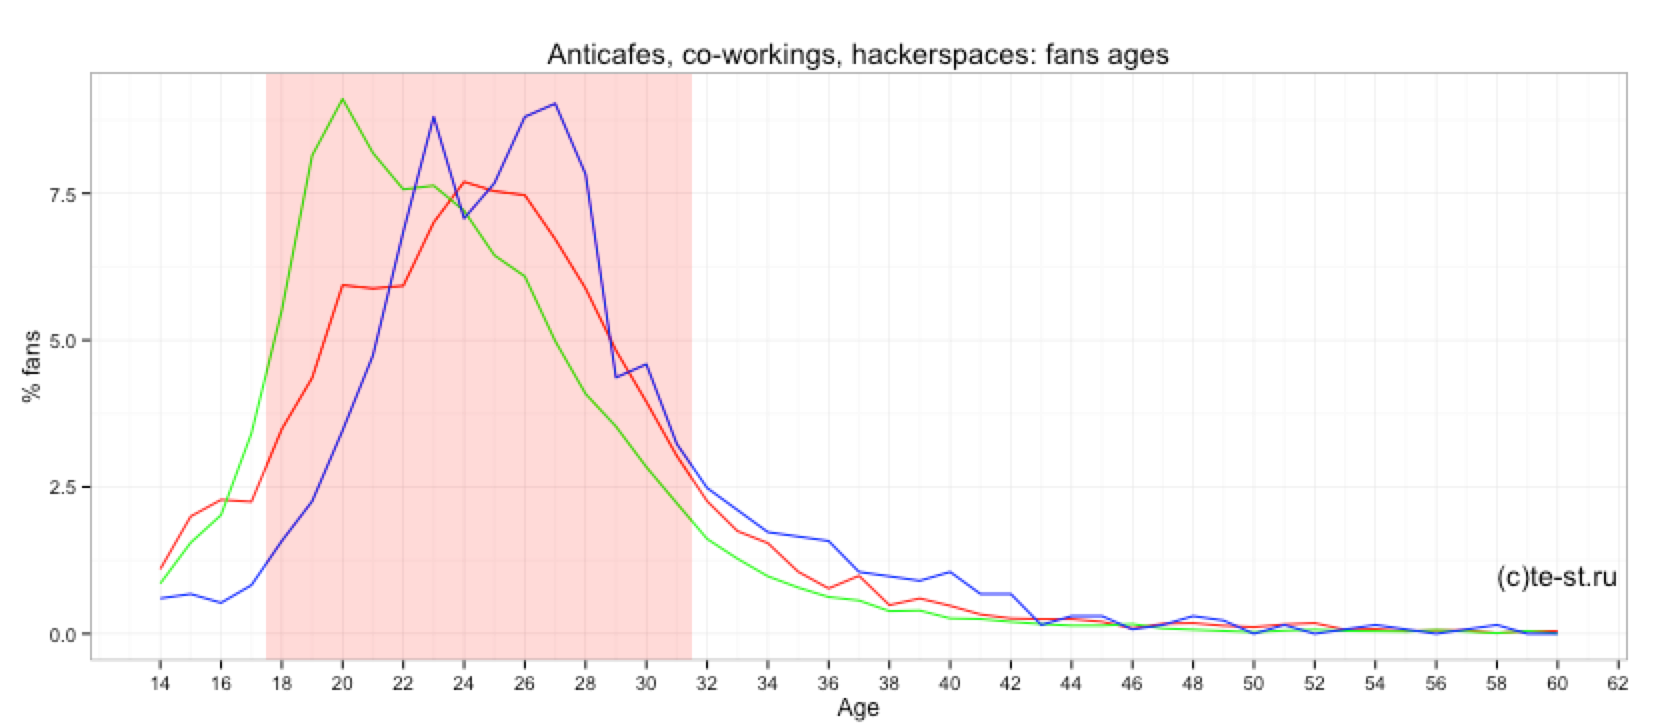 Anticafes, co-workings, hackerspaces: fans ages
% fans
7.5
5.0
2.5
0.0
(c)te-st.ru
14 16 18 20 22 24 26 28 30 32 34 36 38 40 42 44 46 48 50 52 54 56 58 60 62
Age